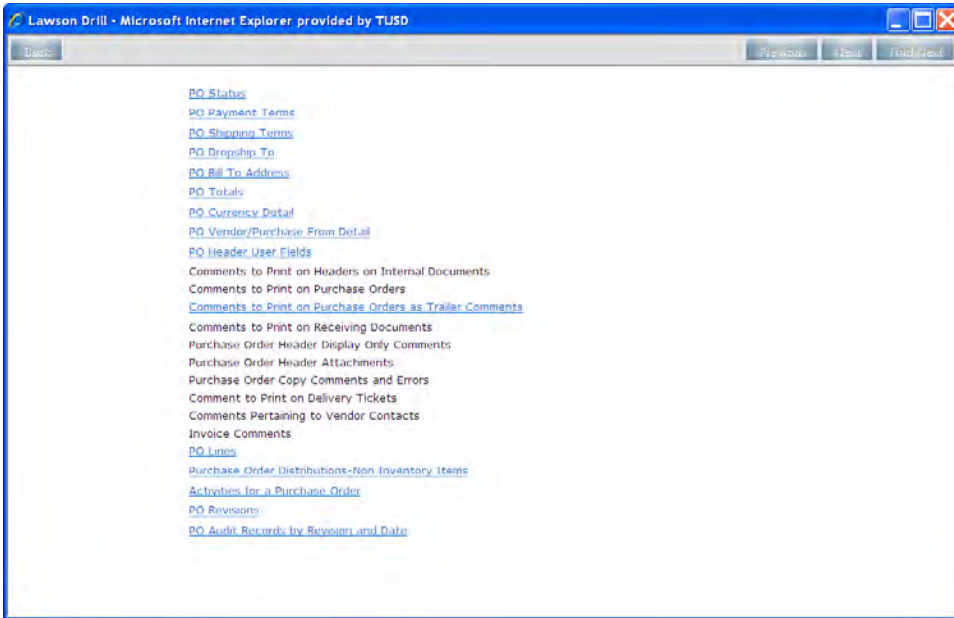 Lawson Drill - Microsoft Internet Explorer provided by TUSD
Back
Previous Next Find Next
PO Status
PO Payment Terms
PO Shipping Terms
PO Dropship To
PO Bill To Address
PO Totals
PO Currency Detail
PO Vendor/Purchase From Detail
PO Header User Fields
Comments to Print on Headers on Internal Documents
Comments to Print on Purchase Orders
Comments to Print on Purchase Orders as Trailer Comments
Comments to Print on Receiving Documents
Purchase Order Header Display Only Comments
Purchase Order Header Attachments
Purchase Order Copy Comments and Errors
Comment to Print on Delivery Tickets
Comments Pertaining to Vendor Contacts
Invoice Comments
PO Lines
Purchase Order Distributions-Non Inventory Items
Activities for a Purchase Order
PO Revisions
PO Audit Records by Revision and Date